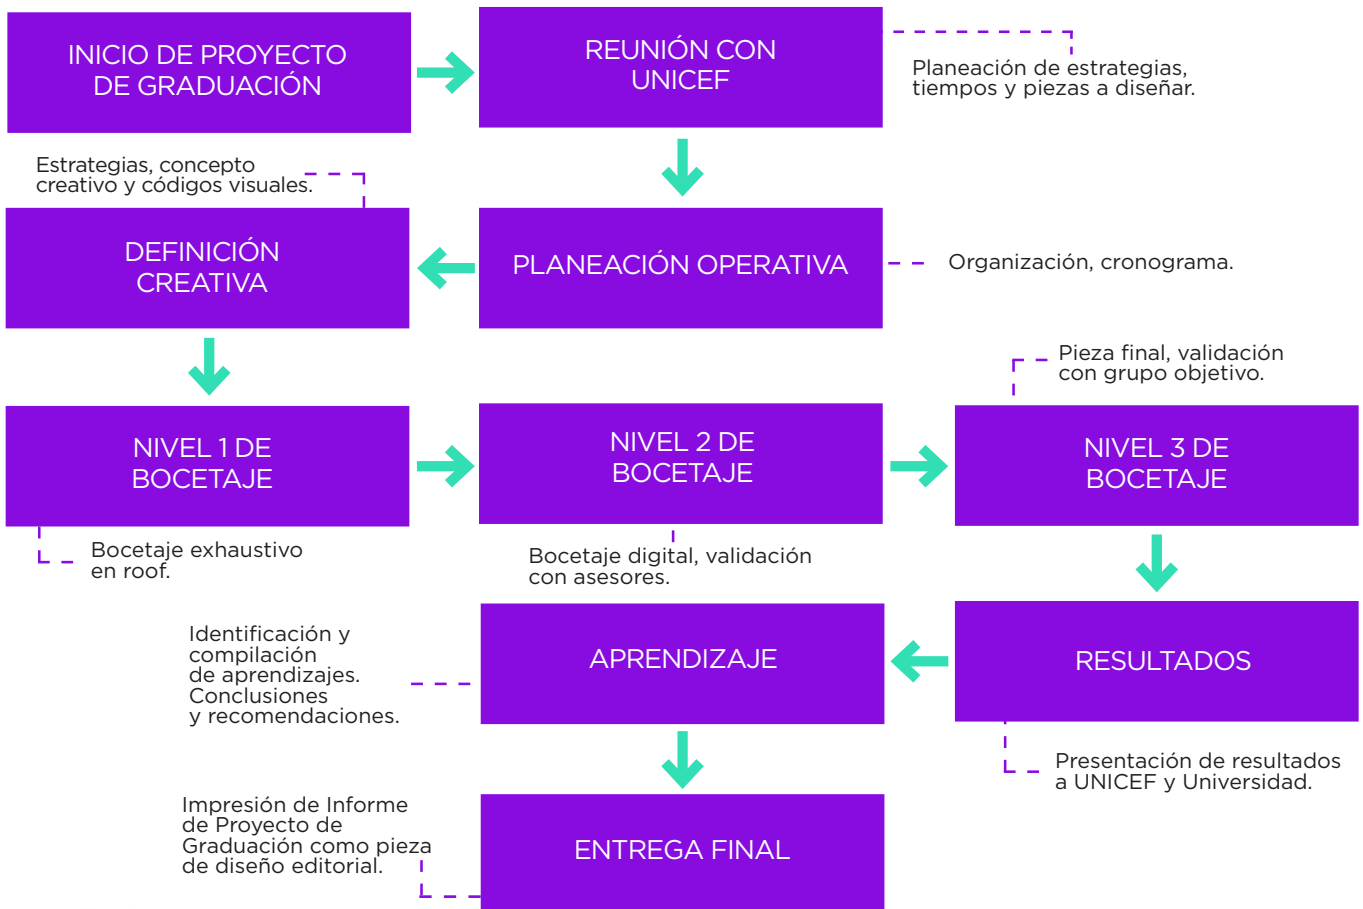 INICIO DE PROYECTO
DE GRADUACIÓN
REUNIÓN CON
UNICEF
Planeación de estrategias,
tiempos y piezas a diseñar.
Estrategias, concepto
creativo y códigos visuales.
DEFINICIÓN
CREATIVA
PLANEACIÓN OPERATIVA
Organización, cronograma.
Pieza final, validación
con grupo objetivo.
NIVEL 1 DE
BOCETAJE
NIVEL 2 DE
BOCETAJE
NIVEL 3 DE
BOCETAJE
Bocetaje exhaustivo
en roof.
Bocetaje digital, validación
con asesores.
Identificación y
compilación
de aprendizajes.
Conclusiones
y recomendaciones.
APRENDIZAJE
RESULTADOS
Presentación de resultados
a UNICEF y Universidad.
Impresión de Informe
de Proyecto de
Graduación como pieza
de diseño editorial.
ENTREGA FINAL